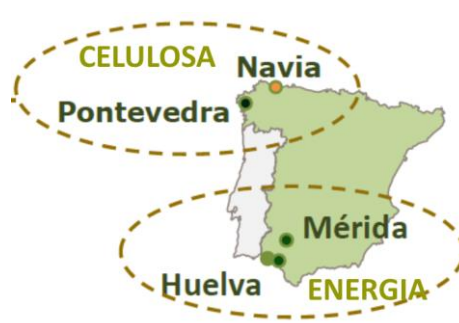 CELULOSA
Navia
Pontevedra
Mérida
Huelva
ENERGIA